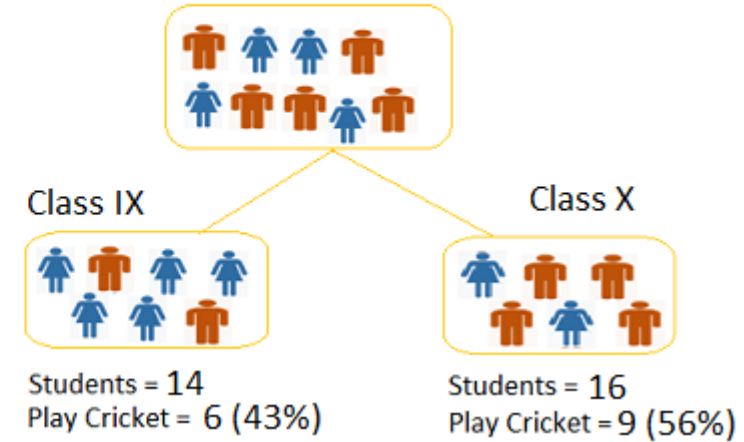 Class IX
Class X
Students = 14
Play Cricket = 6 (43%)
Students = 16
Play Cricket = 9 (56%)